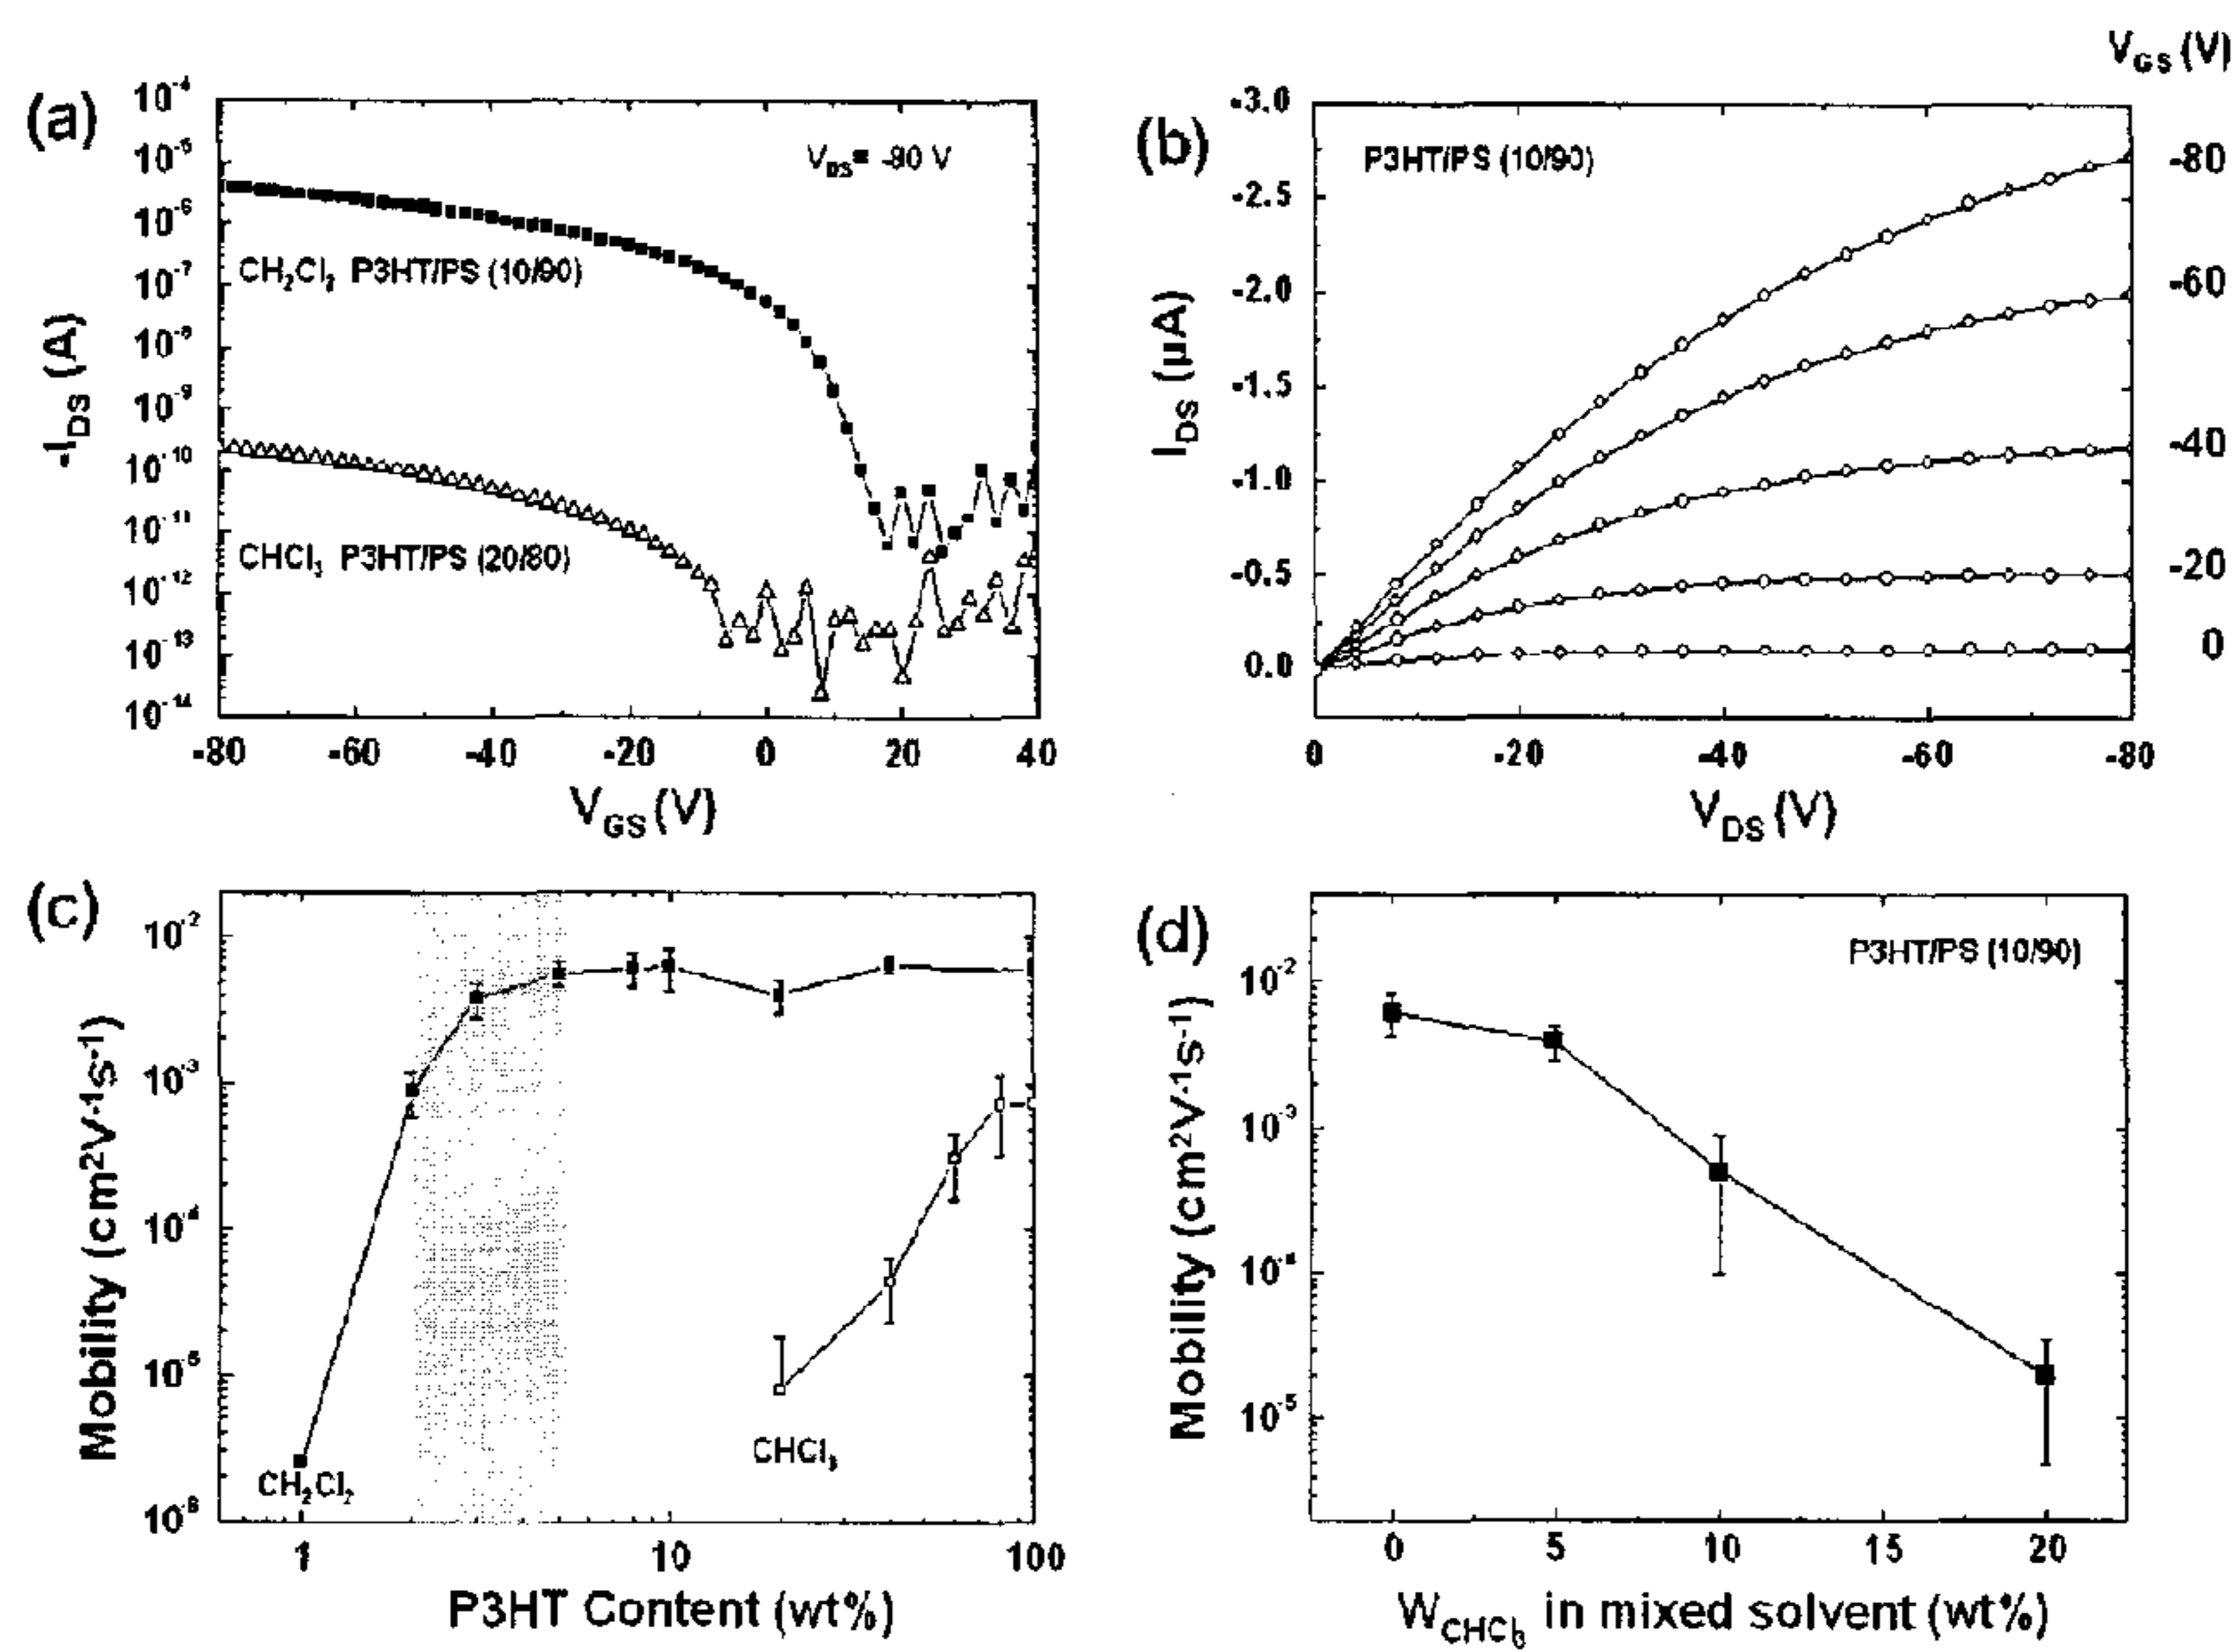 (a)
10⁻⁴
10⁻⁵
10⁻⁶
10⁻⁷
10⁻⁸
10⁻⁹
10⁻¹⁰
10⁻¹¹
10⁻¹²
10⁻¹³
10⁻¹⁴
-I_DS (A)
V_DS = -80 V
CH₂Cl₂ P3HT/PS (10/90)
CHCl₃ P3HT/PS (20/80)
-80 -60 -40 -20 0 20 40
V_GS (V)
(b)
V_GS (V)
P3HT/PS (10/90)
-3.0
-2.5
-2.0
-1.5
-1.0
-0.5
0.0
I_DS (μA)
-80
-60
-40
-20
0
0 -20 -40 -60 -80
V_DS (V)
(c)
10⁻²
10⁻³
10⁻⁴
10⁻⁵
10⁻⁶
Mobility (cm²V⁻¹s⁻¹)
CH₂Cl₂
CHCl₃
1 10 100
P3HT Content (wt%)
(d)
P3HT/PS (10/90)
10⁻²
10⁻³
10⁻⁴
10⁻⁵
Mobility (cm²V⁻¹s⁻¹)
0 5 10 15 20
W_CHCl₃ in mixed solvent (wt%)